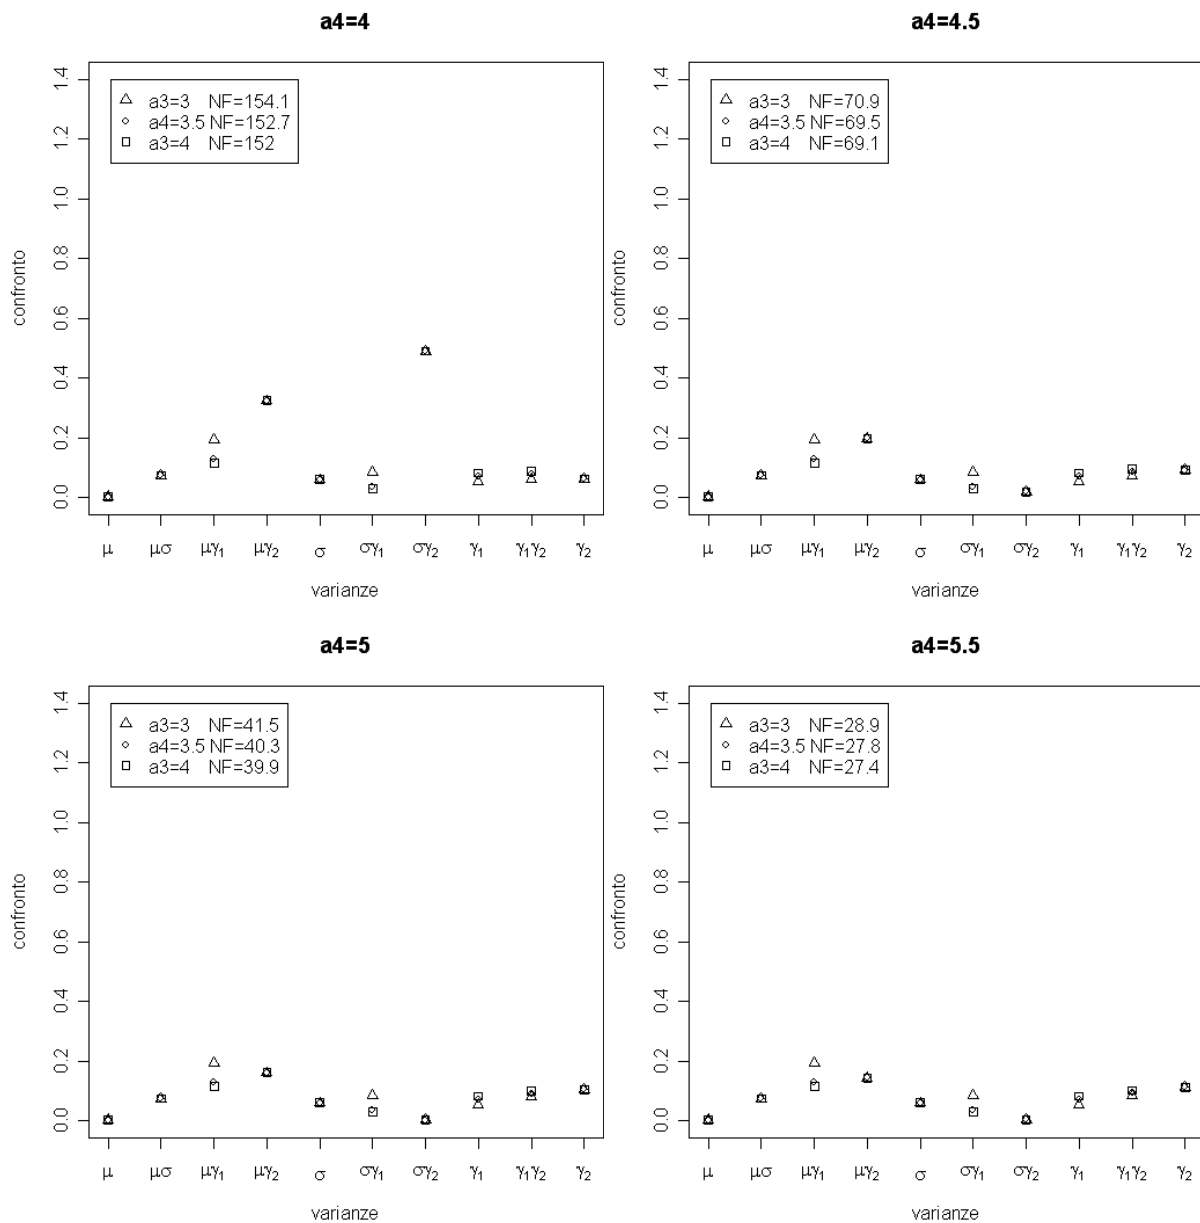 a4=4
1.4
1.2
1.0
0.8
0.6
0.4
0.2
0.0
confronto
a3=3 NF=154.1
a4=3.5 NF=152.7
a3=4 NF=152
μ μσ μγ1 μγ2 σ σγ1 σγ2 γ1 γ1γ2 γ2
varianze
a4=4.5
1.4
1.2
1.0
0.8
0.6
0.4
0.2
0.0
confronto
a3=3 NF=70.9
a4=3.5 NF=69.5
a3=4 NF=69.1
μ μσ μγ1 μγ2 σ σγ1 σγ2 γ1 γ1γ2 γ2
varianze
a4=5
1.4
1.2
1.0
0.8
0.6
0.4
0.2
0.0
confronto
a3=3 NF=41.5
a4=3.5 NF=40.3
a3=4 NF=39.9
μ μσ μγ1 μγ2 σ σγ1 σγ2 γ1 γ1γ2 γ2
varianze
a4=5.5
1.4
1.2
1.0
0.8
0.6
0.4
0.2
0.0
confronto
a3=3 NF=28.9
a4=3.5 NF=27.8
a3=4 NF=27.4
μ μσ μγ1 μγ2 σ σγ1 σγ2 γ1 γ1γ2 γ2
varianze